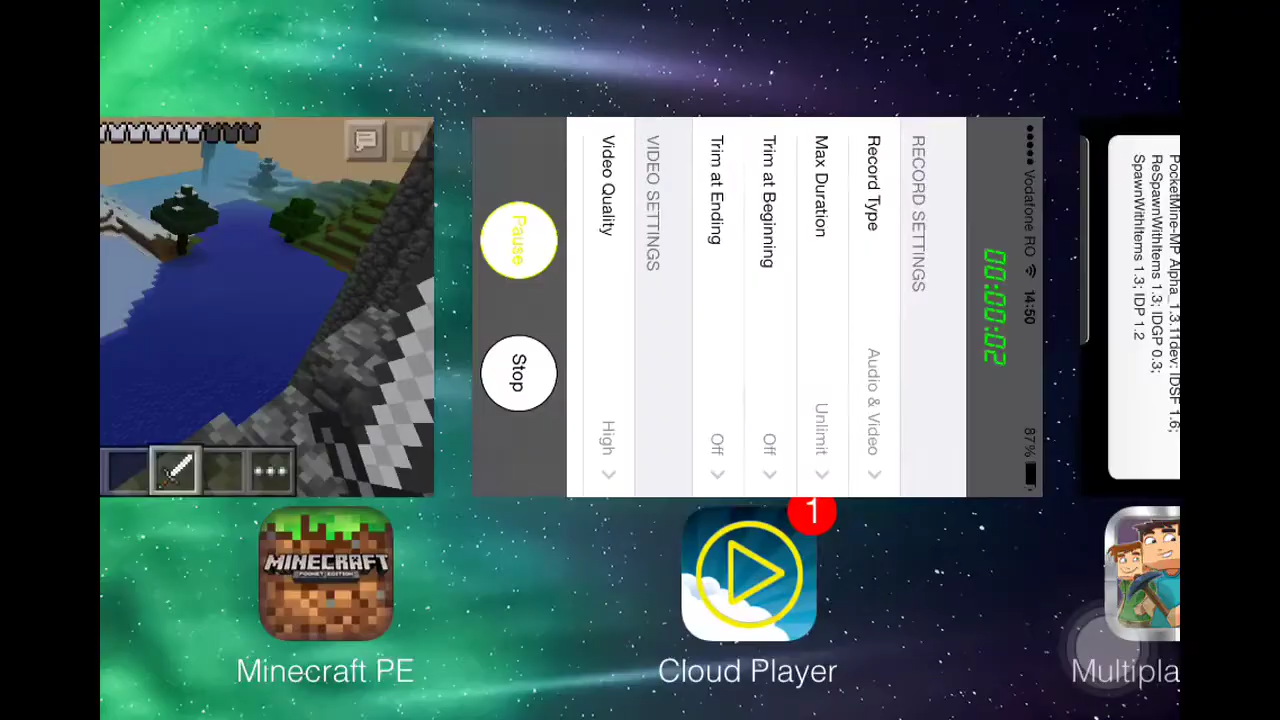 RECORD SETTINGS
Record Type
Audio & Video
Max Duration
Unlimit
Trim at Beginning
Off
Trim at Ending
Off
VIDEO SETTINGS
Video Quality
High
Pause
Stop
Vodafone RO
14:50
87%
00:00:02
PocketMine-MP Alpha_1.3.11dev: IDSF 1.6;
ReSpawnWithItems 1.3; IDGP 0.3;
SpawnWithItems 1.3; IDP 1.2
1
MINECRAFT
POCKET EDITION
Minecraft PE
Cloud Player
Multipla